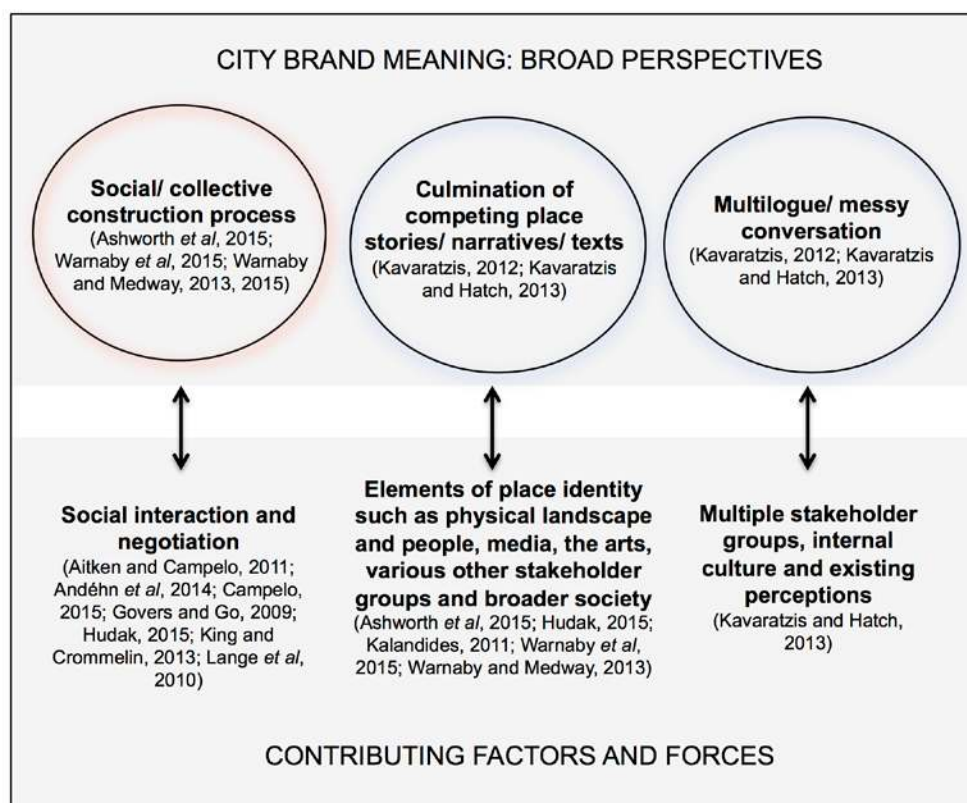 CITY BRAND MEANING: BROAD PERSPECTIVES
Social/ collective
construction process
(Ashworth et al, 2015;
Warnaby et al, 2015; Warnaby
and Medway, 2013, 2015)
Culmination of
competing place
stories/ narratives/ texts
(Kavaratzis, 2012; Kavaratzis
and Hatch, 2013)
Multilogue/ messy
conversation
(Kavaratzis, 2012; Kavaratzis
and Hatch, 2013)
Social interaction and
negotiation
(Aitken and Campelo, 2011;
Andéhn et al, 2014; Campelo,
2015; Govers and Go, 2009;
Hudak, 2015; King and
Crommelin, 2013; Lange et al,
2010)
Elements of place identity
such as physical landscape
and people, media, the arts,
various other stakeholder
groups and broader society
(Ashworth et al, 2015; Hudak, 2015;
Kalandides, 2011; Warnaby et al,
2015; Warnaby and Medway, 2013)
Multiple stakeholder
groups, internal
culture and existing
perceptions
(Kavaratzis and Hatch,
2013)
CONTRIBUTING FACTORS AND FORCES